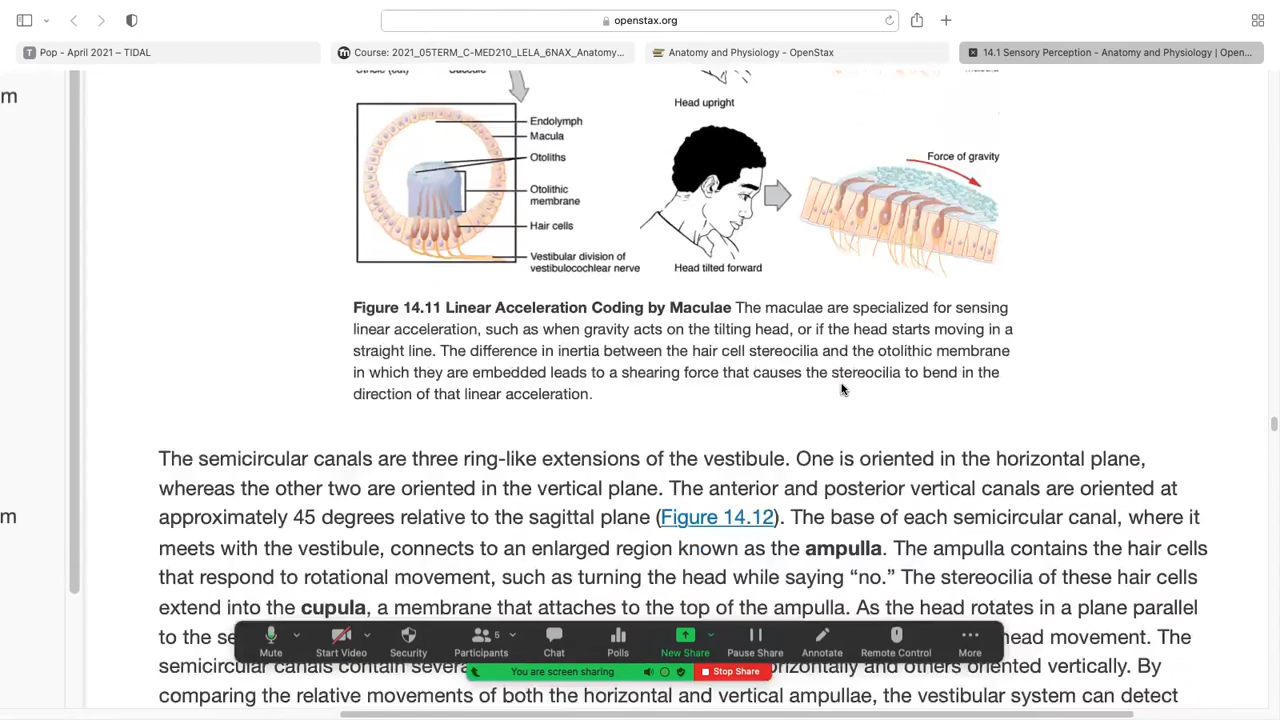 openstax.org
Pop - April 2021 – TIDAL
Course: 2021_05TERM_C-MED210_LELA_6NAX_Anatomy...
Anatomy and Physiology - OpenStax
14.1 Sensory Perception - Anatomy and Physiology | Open...
m
m
Head upright
Endolymph
Macula
Otoliths
Otolithic
membrane
Hair cells
Vestibular division of
vestibulocochlear nerve
Head tilted forward
Force of gravity
Figure 14.11 Linear Acceleration Coding by Maculae The maculae are specialized for sensing
linear acceleration, such as when gravity acts on the tilting head, or if the head starts moving in a
straight line. The difference in inertia between the hair cell stereocilia and the otolithic membrane
in which they are embedded leads to a shearing force that causes the stereocilia to bend in the
direction of that linear acceleration.
The semicircular canals are three ring-like extensions of the vestibule. One is oriented in the horizontal plane,
whereas the other two are oriented in the vertical plane. The anterior and posterior vertical canals are oriented at
approximately 45 degrees relative to the sagittal plane (Figure 14.12). The base of each semicircular canal, where it
meets with the vestibule, connects to an enlarged region known as the ampulla. The ampulla contains the hair cells
that respond to rotational movement, such as turning the head while saying “no.” The stereocilia of these hair cells
extend into the cupula, a membrane that attaches to the top of the ampulla. As the head rotates in a plane parallel
to the se head movement. The
semicircular canals contain severa rizontally and others oriented vertically. By
comparing the relative movements of both the horizontal and vertical ampullae, the vestibular system can detect
5
Mute
Start Video
Security
Participants
Chat
Polls
New Share
Pause Share
Annotate
Remote Control
More
You are screen sharing
Stop Share